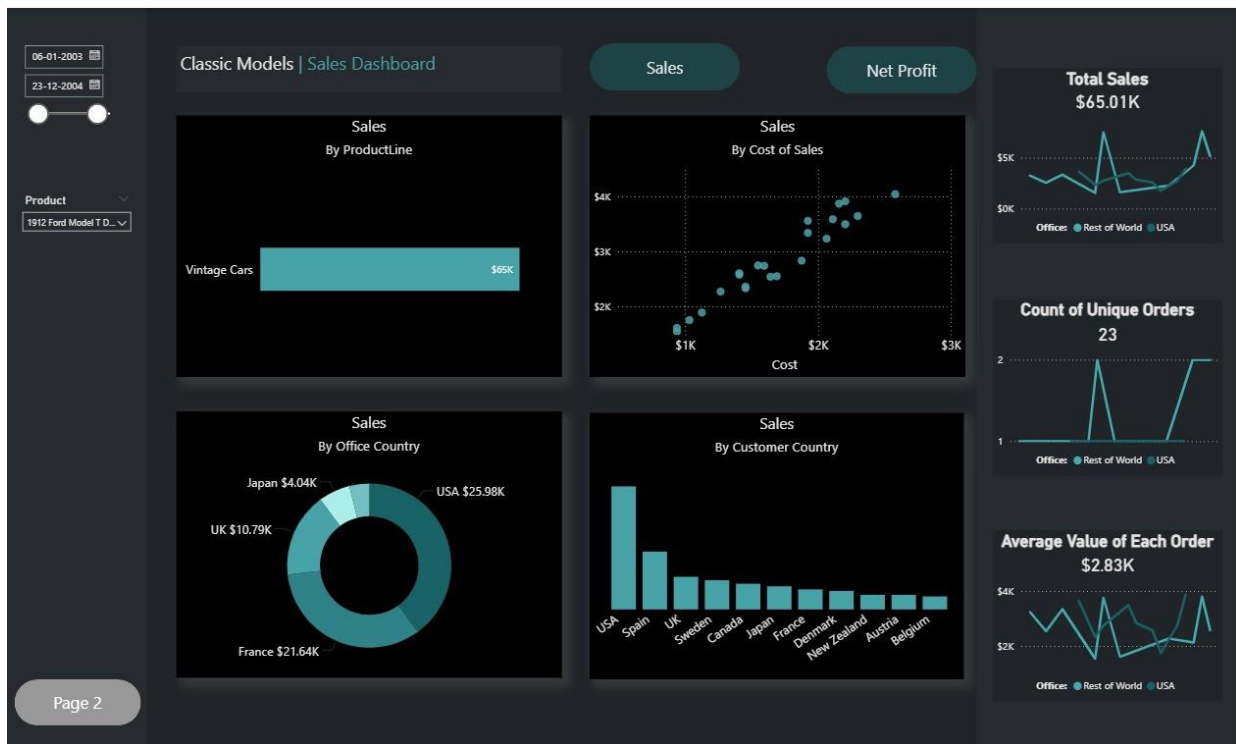 06-01-2003
23-12-2004
Product
1912 Ford Model T D...
Page 2
Classic Models | Sales Dashboard
Sales
Net Profit
Sales
By ProductLine
Vintage Cars
$65K
Sales
By Cost of Sales
$4K
$3K
$2K
$1K $2K $3K
Cost
Sales
By Office Country
Japan $4.04K
USA $25.98K
UK $10.79K
France $21.64K
Sales
By Customer Country
USA Spain UK Sweden Canada Japan France Denmark New Zealand Austria Belgium
Total Sales
$65.01K
$5K
$0K
Office: Rest of World USA
Count of Unique Orders
23
2
1
Office: Rest of World USA
Average Value of Each Order
$2.83K
$4K
$2K
Office: Rest of World USA